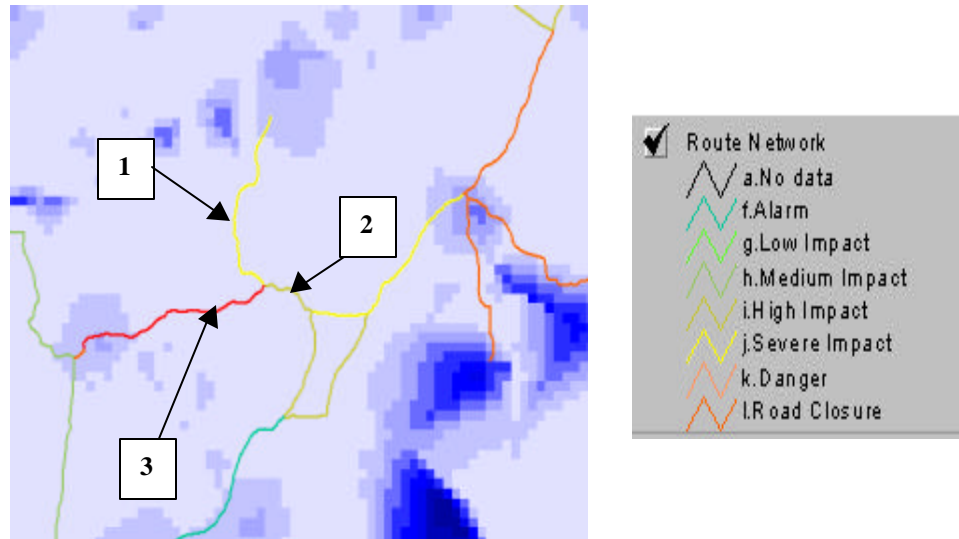 1
2
3
Route Network
a.No data
f.Alarm
g.Low Impact
h.Medium Impact
i.High Impact
j.Severe Impact
k.Danger
l.Road Closure